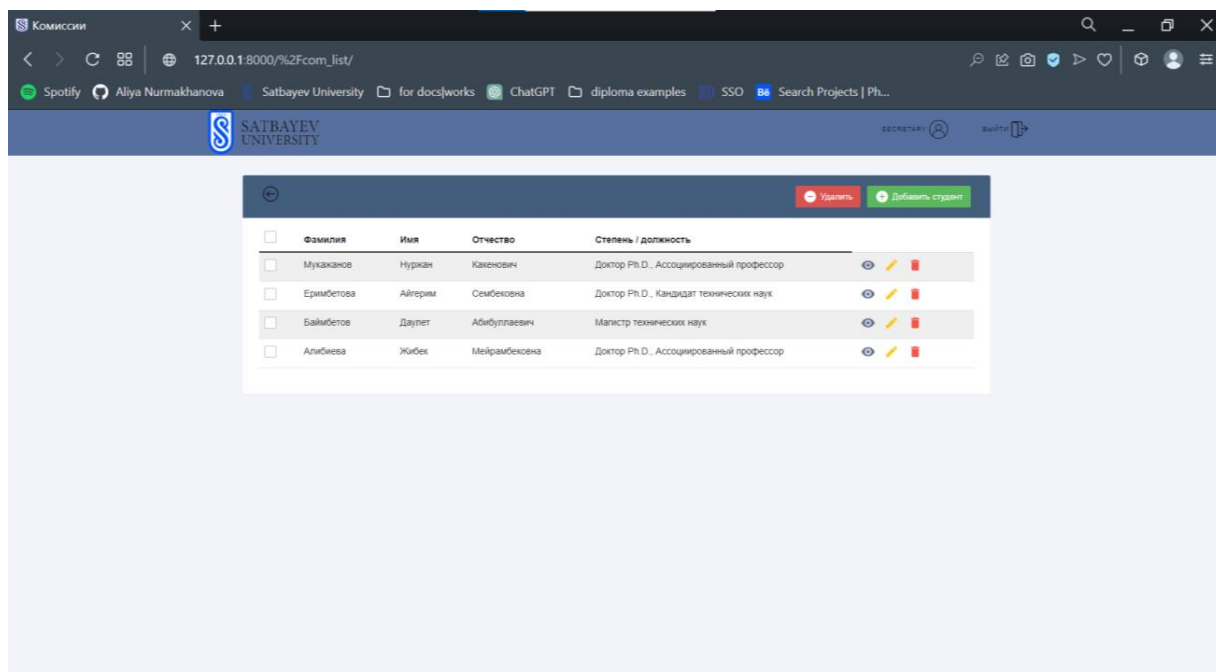 Комиссии
127.0.0.1:8000/%2Fcom_list/
Spotify Aliya Nurmakhanova Satbayev University for docs|works ChatGPT diploma examples SSO Bē Search Projects | Ph...
SATBAYEV SECRETARY выйти
UNIVERSITY
Удалить Добавить студент
Фамилия Имя Отчество Степень / должность
Мукажанов Нуржан Какенович Доктор Ph.D., Ассоциированный профессор
Еримбетова Айгерим Сембековна Доктор Ph.D., Кандидат технических наук
Баймбетов Даулет Абибуллаевич Магистр технических наук
Алибиева Жибек Мейрамбековна Доктор Ph.D., Ассоциированный профессор